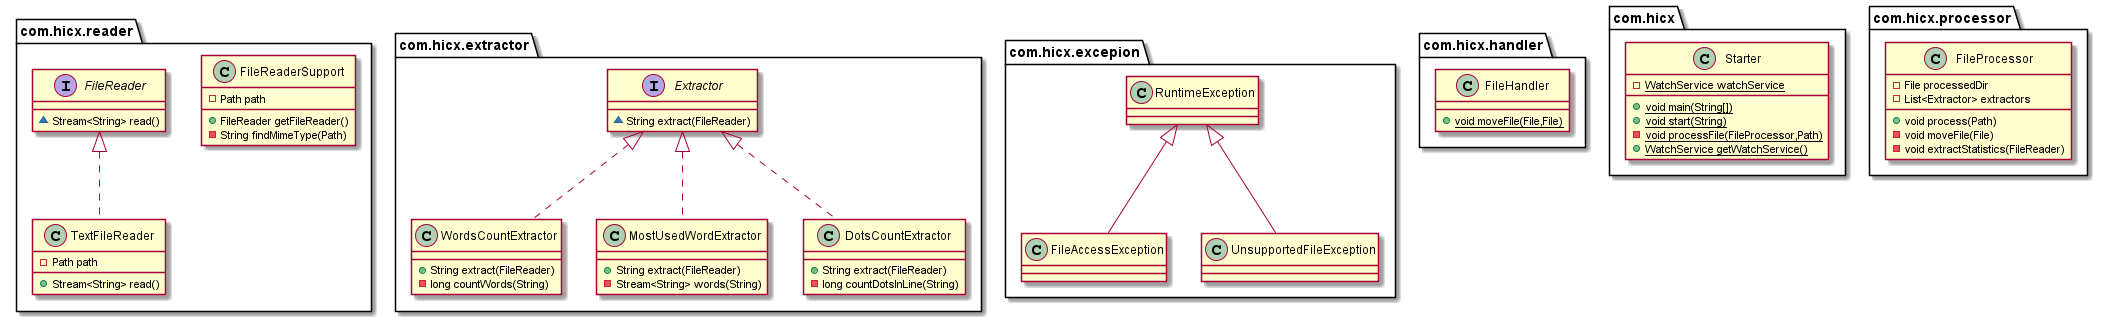 com.hicx.reader
I FileReader
Stream<String> read()
C FileReaderSupport
Path path
FileReader getFileReader()
String findMimeType(Path)
C TextFileReader
Path path
Stream<String> read()
com.hicx.extractor
I Extractor
String extract(FileReader)
C WordsCountExtractor
String extract(FileReader)
long countWords(String)
C MostUsedWordExtractor
String extract(FileReader)
Stream<String> words(String)
C DotsCountExtractor
String extract(FileReader)
long countDotsInLine(String)
com.hicx.excepion
C RuntimeException
C FileAccessException
C UnsupportedFileException
com.hicx.handler
C FileHandler
void moveFile(File,File)
com.hicx
C Starter
WatchService watchService
void main(String[])
void start(String)
void processFile(FileProcessor,Path)
WatchService getWatchService()
com.hicx.processor
C FileProcessor
File processedDir
List<Extractor> extractors
void process(Path)
void moveFile(File)
void extractStatistics(FileReader)